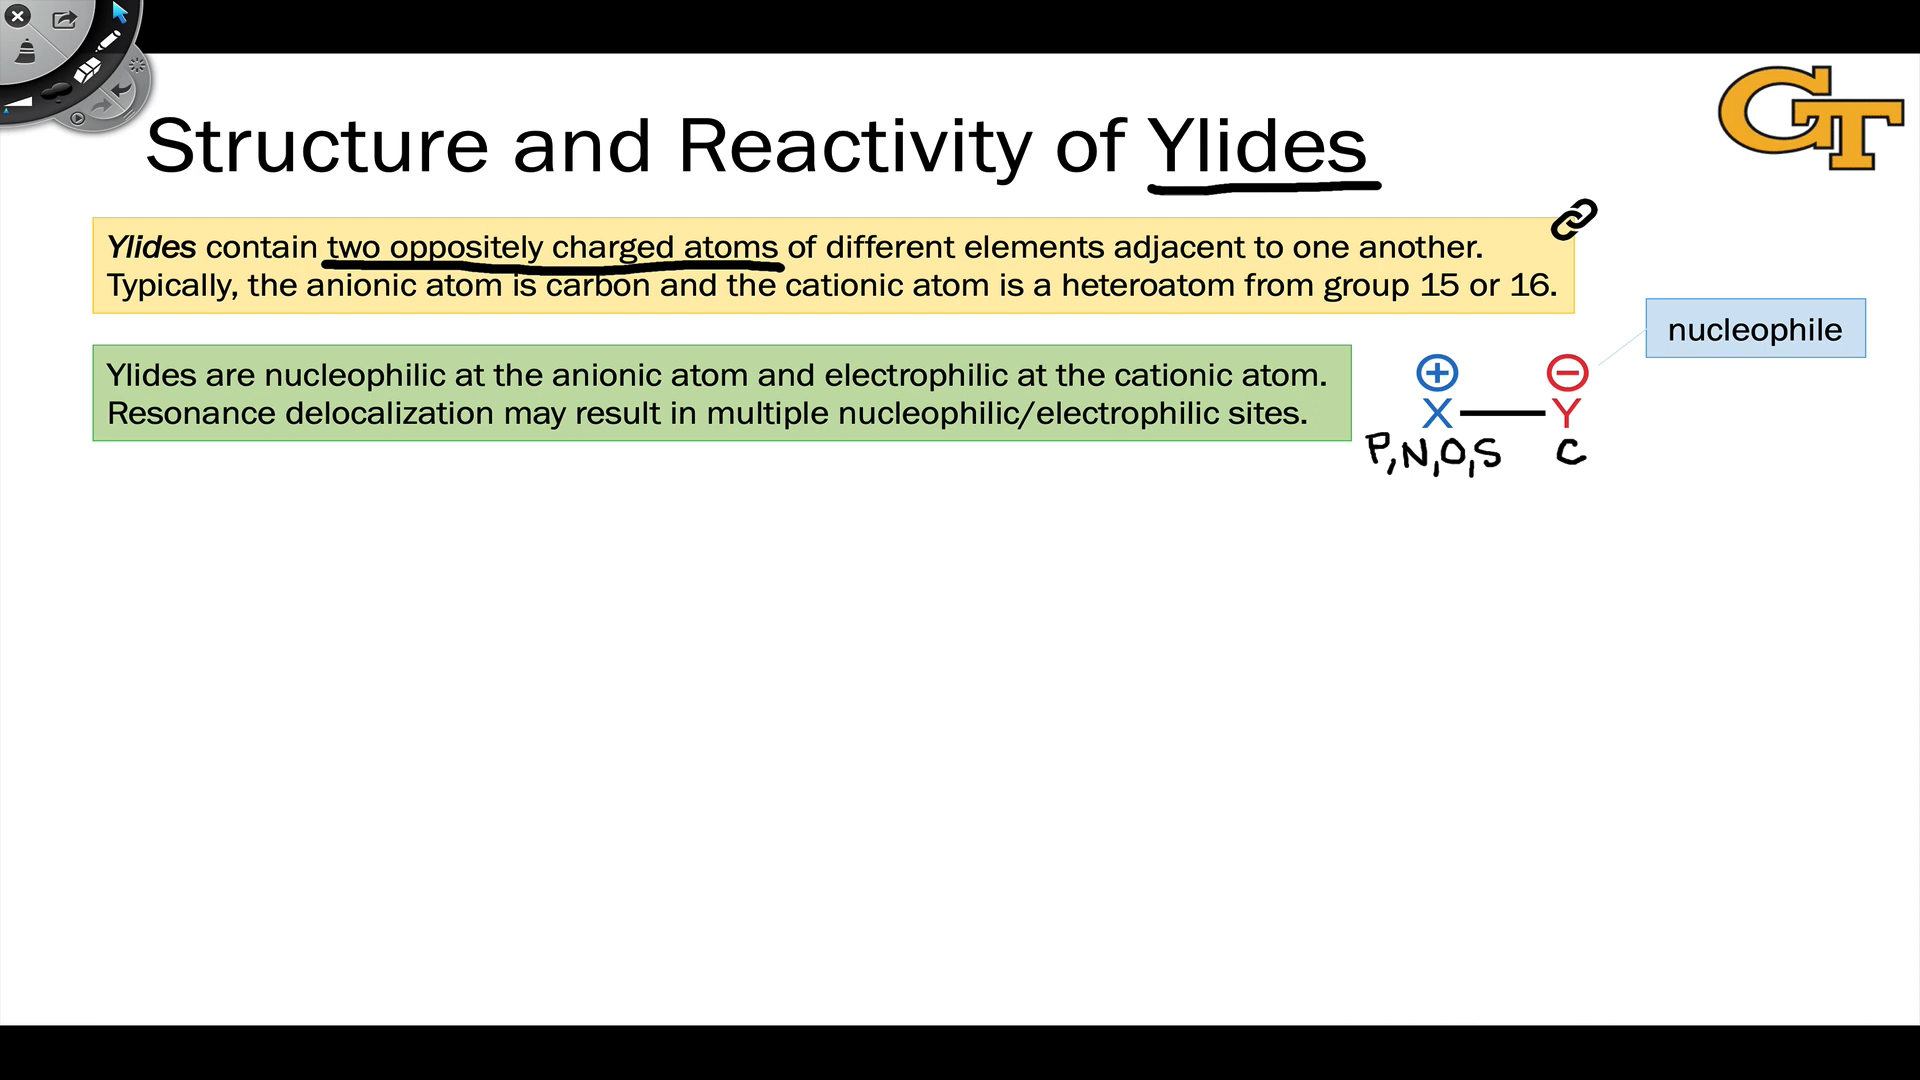 Structure and Reactivity of Ylides
GT
Ylides contain two oppositely charged atoms of different elements adjacent to one another.
Typically, the anionic atom is carbon and the cationic atom is a heteroatom from group 15 or 16.
nucleophile
Ylides are nucleophilic at the anionic atom and electrophilic at the cationic atom.
Resonance delocalization may result in multiple nucleophilic/electrophilic sites.
+ −
X Y
P,N,O,S C